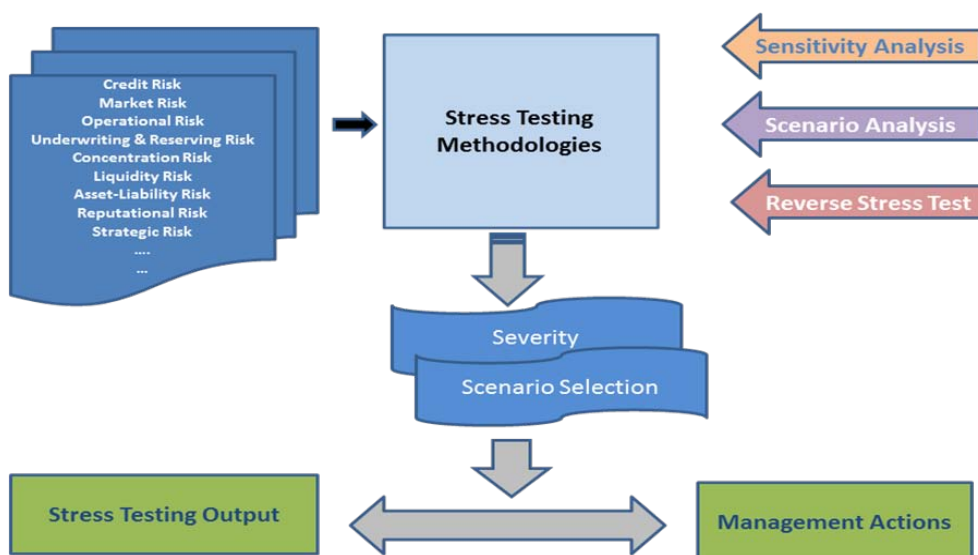 Credit Risk
Market Risk
Operational Risk
Underwriting & Reserving Risk
Concentration Risk
Liquidity Risk
Asset-Liability Risk
Reputational Risk
Strategic Risk
....
...
Stress Testing
Methodologies
Sensitivity Analysis
Scenario Analysis
Reverse Stress Test
Severity
Scenario Selection
Stress Testing Output
Management Actions